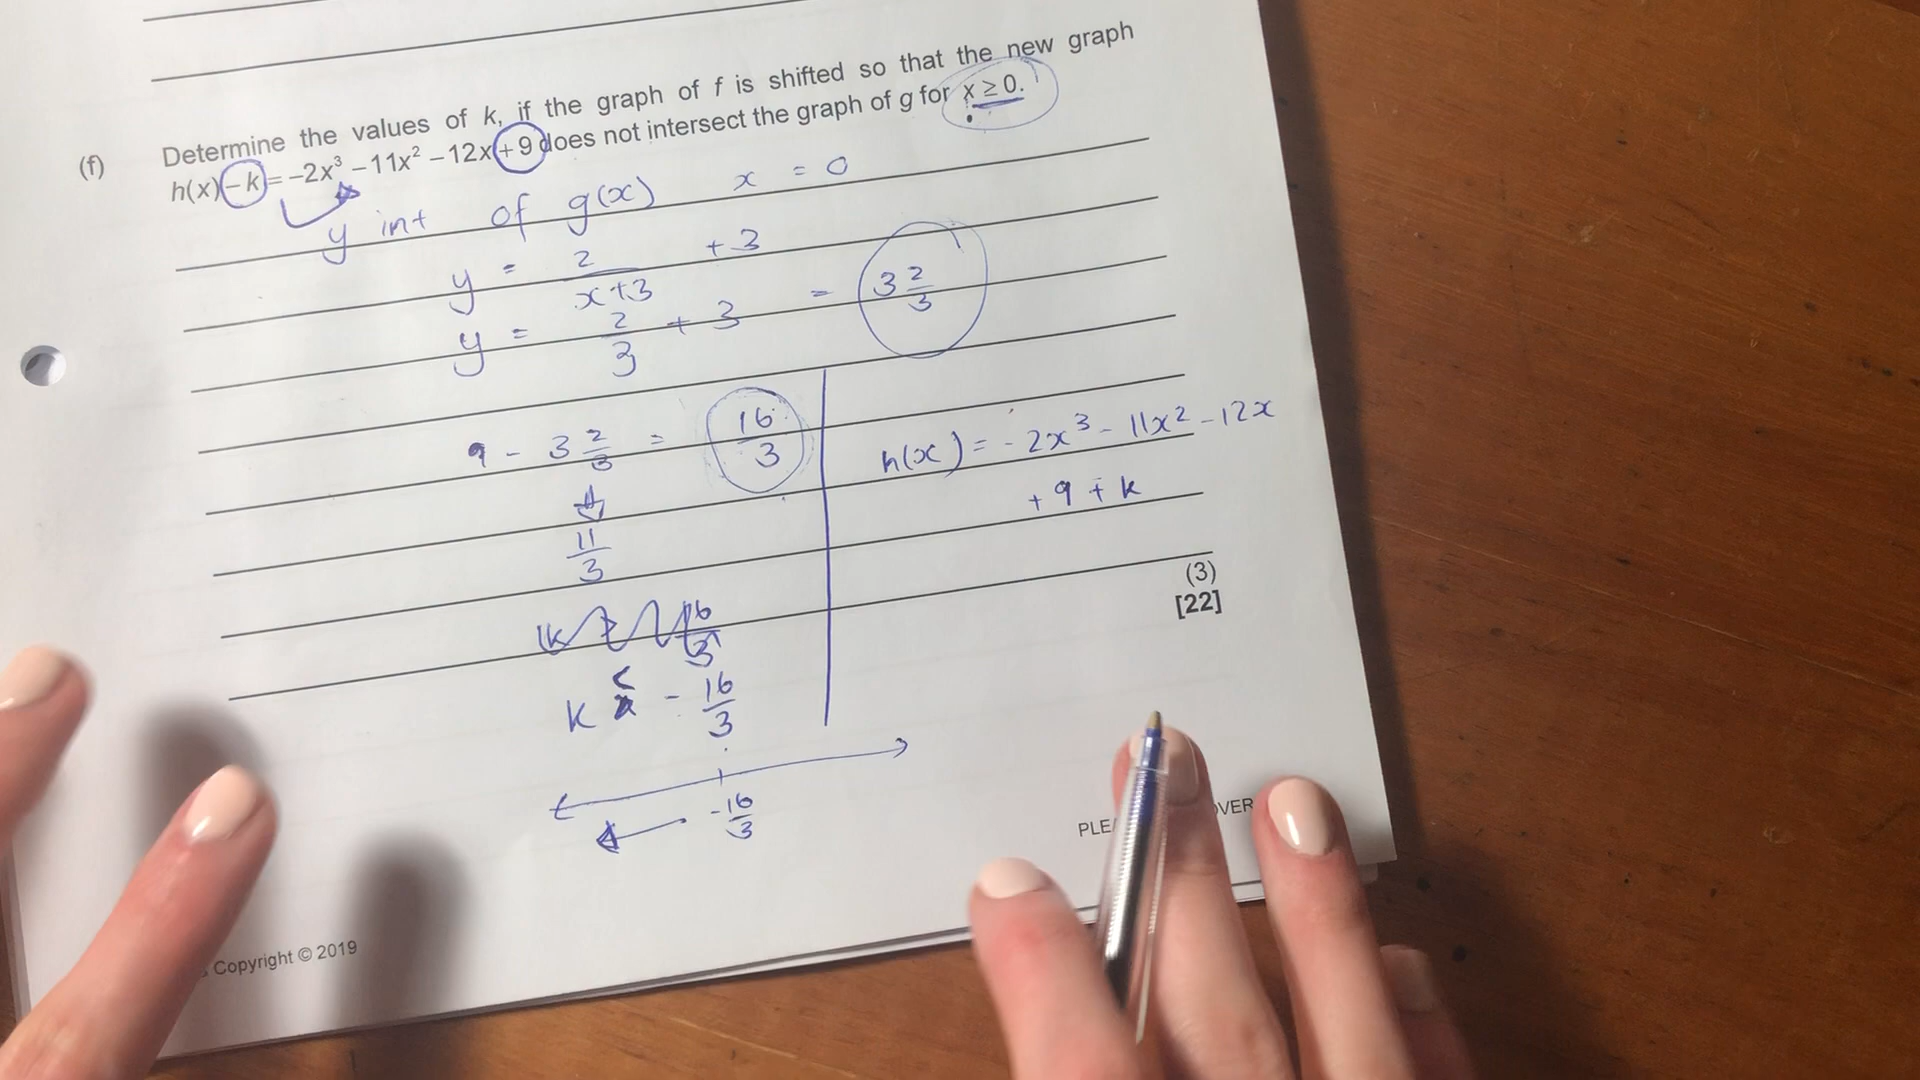 (f) Determine the values of k, if the graph of f is shifted so that the new graph
h(x) – k = –2x³ – 11x² – 12x + 9 does not intersect the graph of g for x ≥ 0.
y int of g(x) x = 0
y = 2/(x+3) + 3
y = 2/3 + 3 = 3 2/3
9 - 3 2/3 = 16/3
11/3
h(x) = - 2x³ - 11x² - 12x
+ 9 + k
(3)
[22]
k < - 16/3
-16/3
PLEA OVER
Copyright © 2019